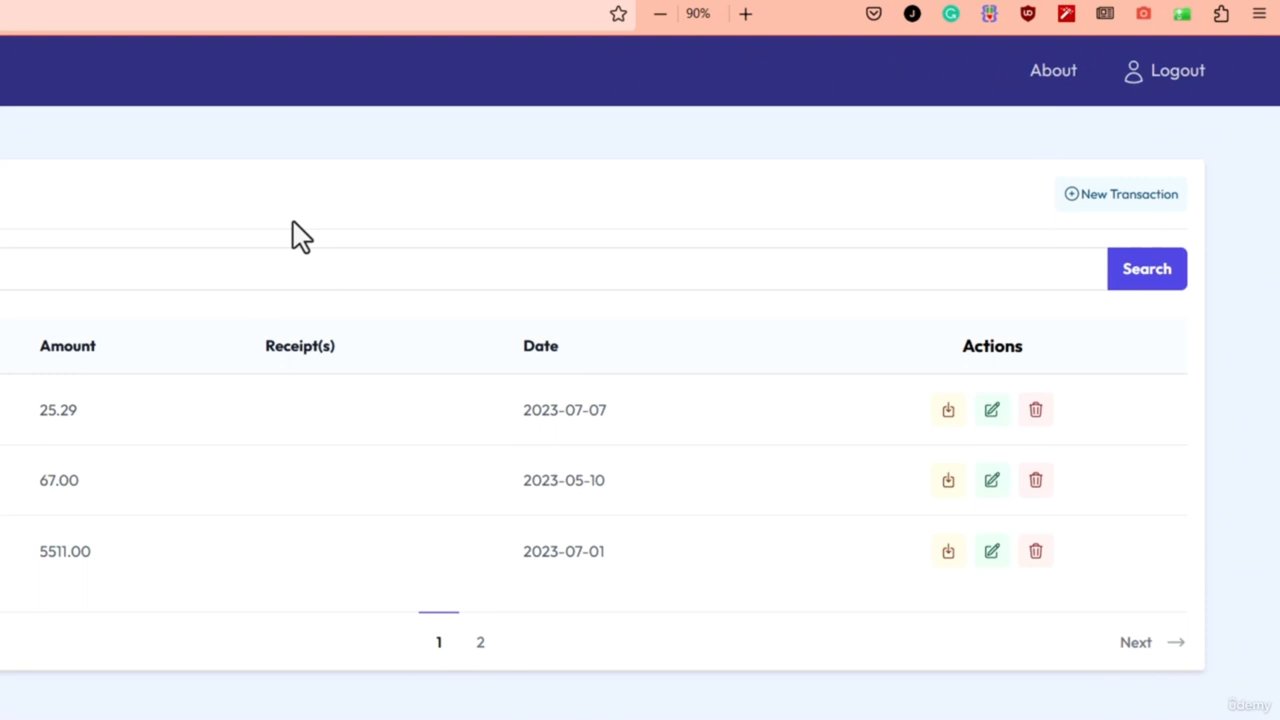 90%
About
Logout
New Transaction
Search
Amount Receipt(s) Date Actions
25.29 2023-07-07
67.00 2023-05-10
5511.00 2023-07-01
1 2 Next
ûdemy